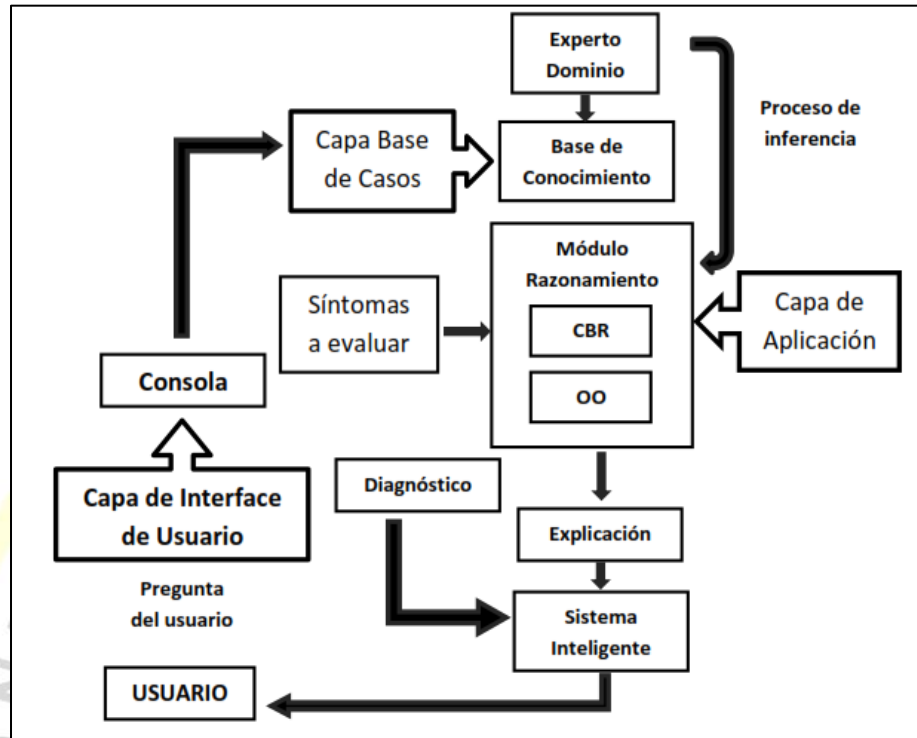 Experto
Dominio
Proceso de
inferencia
Capa Base
de Casos
Base de
Conocimiento
Módulo
Razonamiento
CBR
OO
Síntomas
a evaluar
Capa de
Aplicación
Consola
Capa de Interface
de Usuario
Diagnóstico
Explicación
Pregunta
del usuario
Sistema
Inteligente
USUARIO